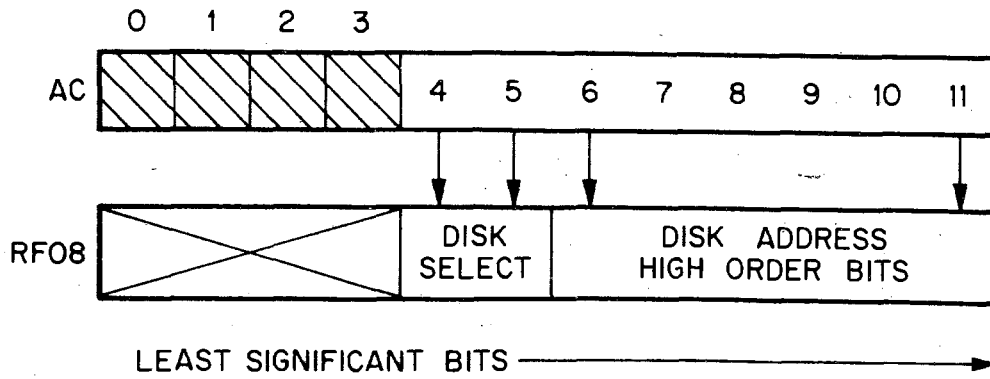 0 1 2 3
AC 4 5 6 7 8 9 10 11
RF08 DISK SELECT DISK ADDRESS HIGH ORDER BITS
LEAST SIGNIFICANT BITS